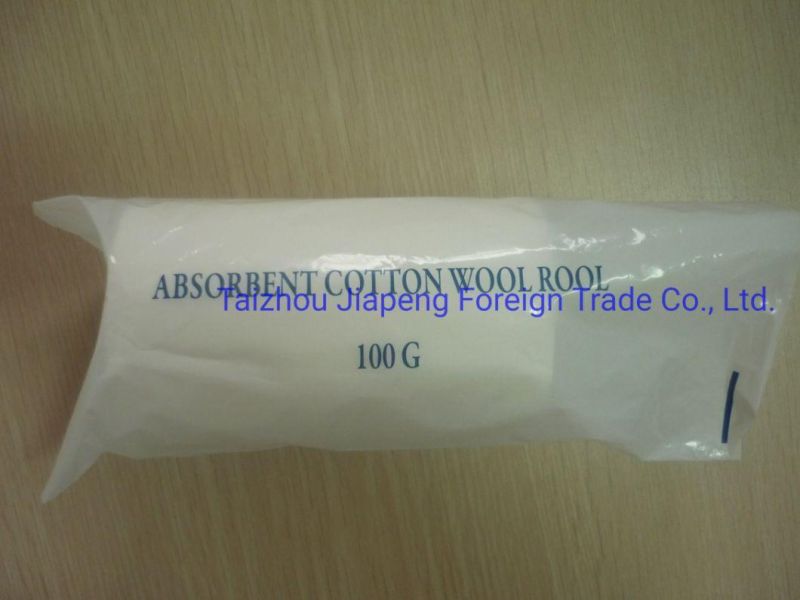 ABSORBENT COTTON WOOL ROOL
Taizhou Jiapeng Foreign Trade Co., Ltd.
100 G